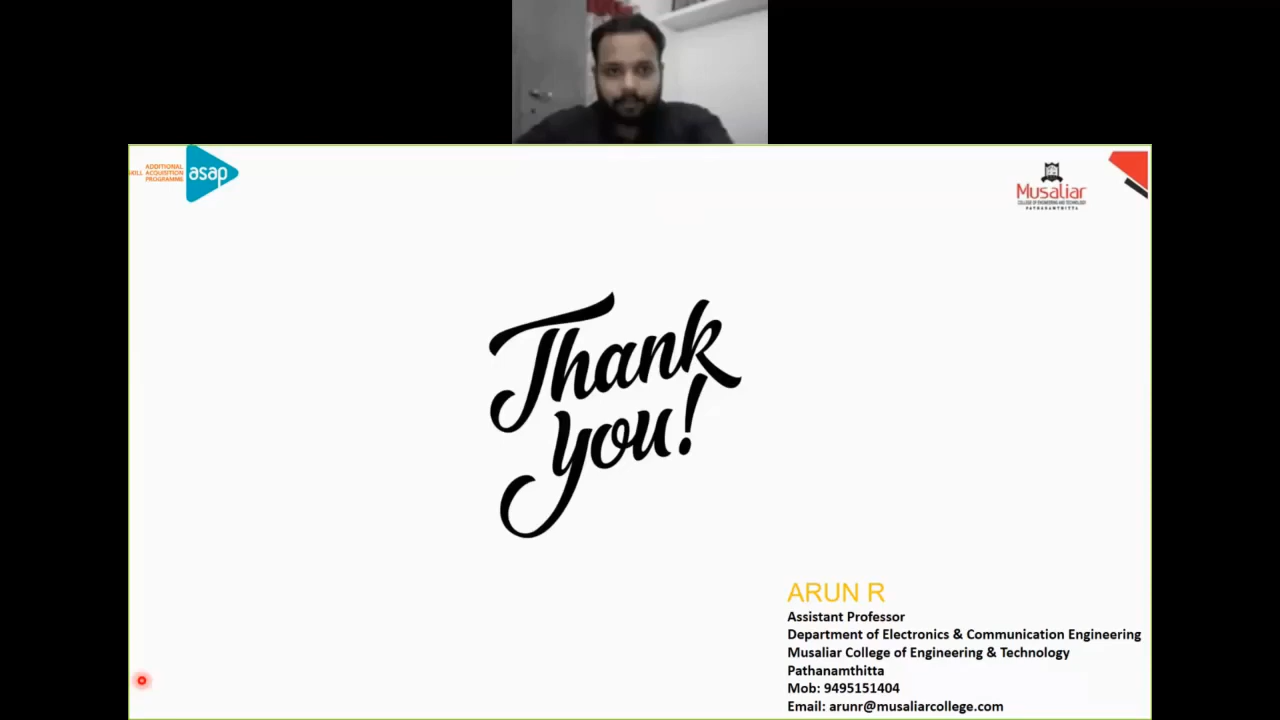 ADDITIONAL
SKILL ACQUISITION
PROGRAMME
asap
Musaliar
COLLEGE OF ENGINEERING AND TECHNOLOGY
PATHANAMTHITTA
Thank
you!
ARUN R
Assistant Professor
Department of Electronics & Communication Engineering
Musaliar College of Engineering & Technology
Pathanamthitta
Mob: 9495151404
Email: arunr@musaliarcollege.com